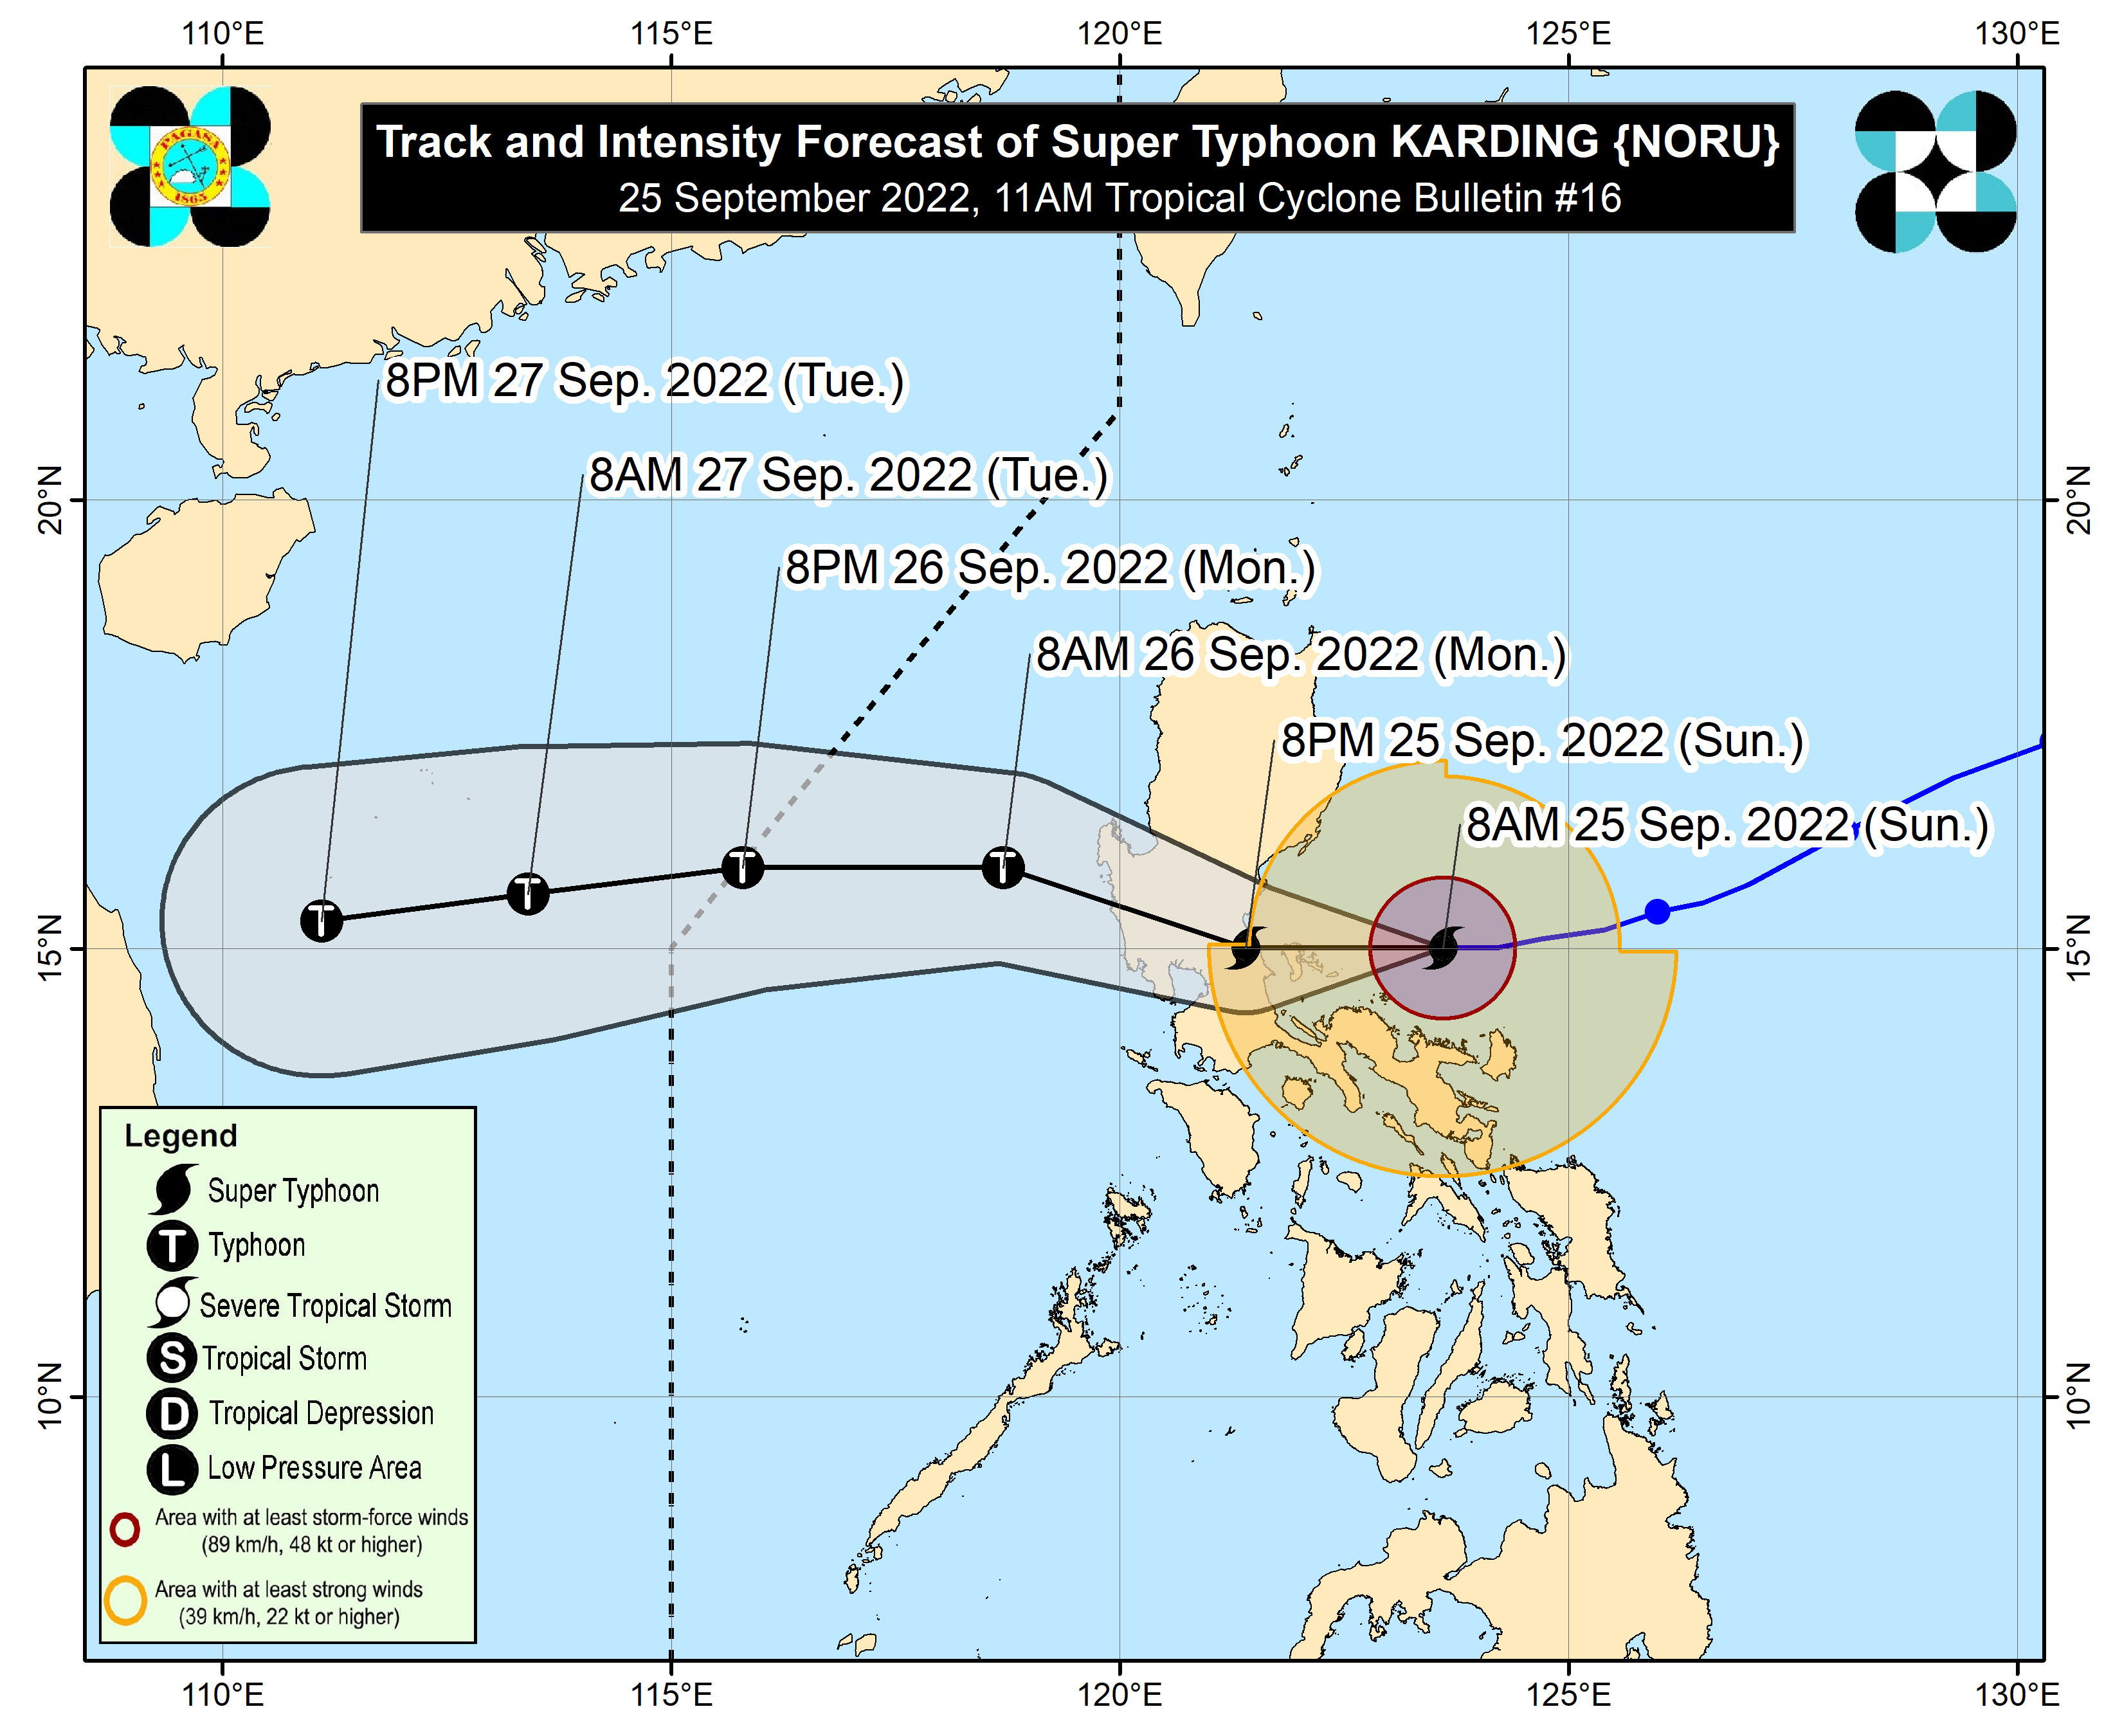 110°E 115°E 120°E 125°E 130°E
PAGASA
1865
Track and Intensity Forecast of Super Typhoon KARDING {NORU}
25 September 2022, 11AM Tropical Cyclone Bulletin #16
8PM 27 Sep. 2022 (Tue.)
8AM 27 Sep. 2022 (Tue.)
20°N 20°N
8PM 26 Sep. 2022 (Mon.)
8AM 26 Sep. 2022 (Mon.)
8PM 25 Sep. 2022 (Sun.)
8AM 25 Sep. 2022 (Sun.)
T T T T
15°N 15°N
Legend
Super Typhoon
T Typhoon
Severe Tropical Storm
S Tropical Storm
D Tropical Depression
L Low Pressure Area
Area with at least storm-force winds
(89 km/h, 48 kt or higher)
Area with at least strong winds
(39 km/h, 22 kt or higher)
10°N 10°N
110°E 115°E 120°E 125°E 130°E